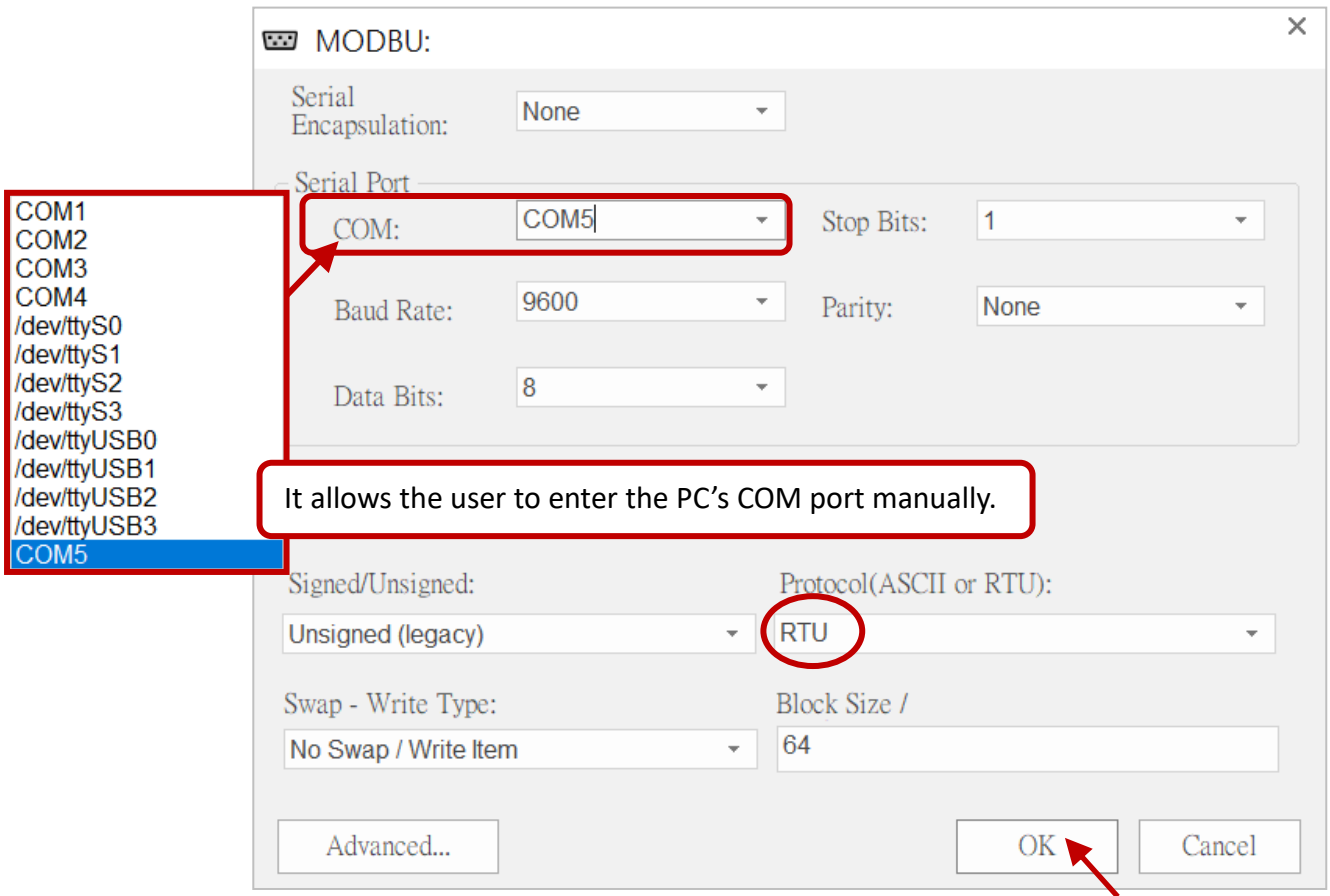 MODBU:
Serial
Encapsulation:
None
Serial Port
COM:
COM5
Stop Bits:
1
Baud Rate:
9600
Parity:
None
Data Bits:
8
COM1
COM2
COM3
COM4
/dev/ttyS0
/dev/ttyS1
/dev/ttyS2
/dev/ttyS3
/dev/ttyUSB0
/dev/ttyUSB1
/dev/ttyUSB2
/dev/ttyUSB3
COM5
It allows the user to enter the PC’s COM port manually.
Signed/Unsigned:
Unsigned (legacy)
Protocol(ASCII or RTU):
RTU
Swap - Write Type:
No Swap / Write Item
Block Size /
64
Advanced...
OK
Cancel